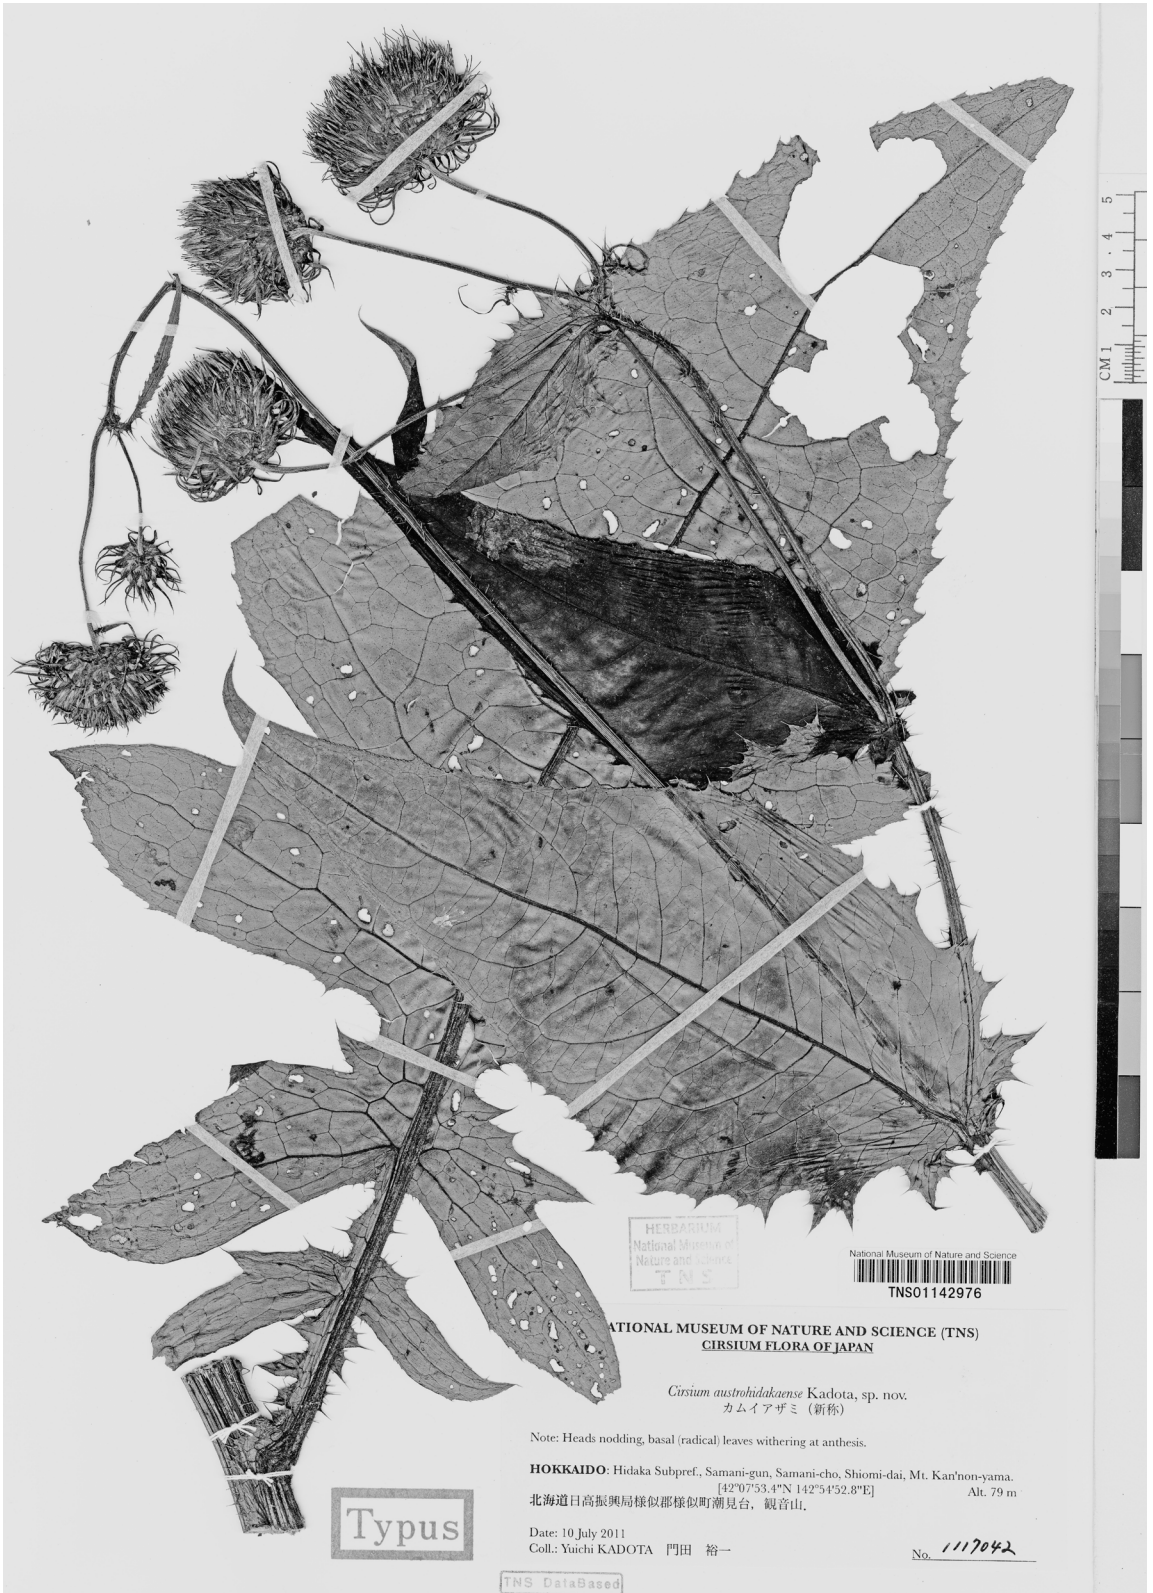 CM 1 2 3 4 5
HERBARIUM
National Museum of
Nature and Science
T N S
National Museum of Nature and Science
TNS01142976
ATIONAL MUSEUM OF NATURE AND SCIENCE (TNS)
CIRSIUM FLORA OF JAPAN
Cirsium austrohidakaense Kadota, sp. nov.
カムイアザミ（新称）
Note: Heads nodding, basal (radical) leaves withering at anthesis.
HOKKAIDO: Hidaka Subpref., Samani-gun, Samani-cho, Shiomi-dai, Mt. Kan'non-yama.
[42°07'53.4"N 142°54'52.8"E] Alt. 79 m
北海道日高振興局様似郡様似町潮見台，観音山．
Date: 10 July 2011
Coll.: Yuichi KADOTA 門田 裕一
No. 1117042
Typus
TNS DataBased